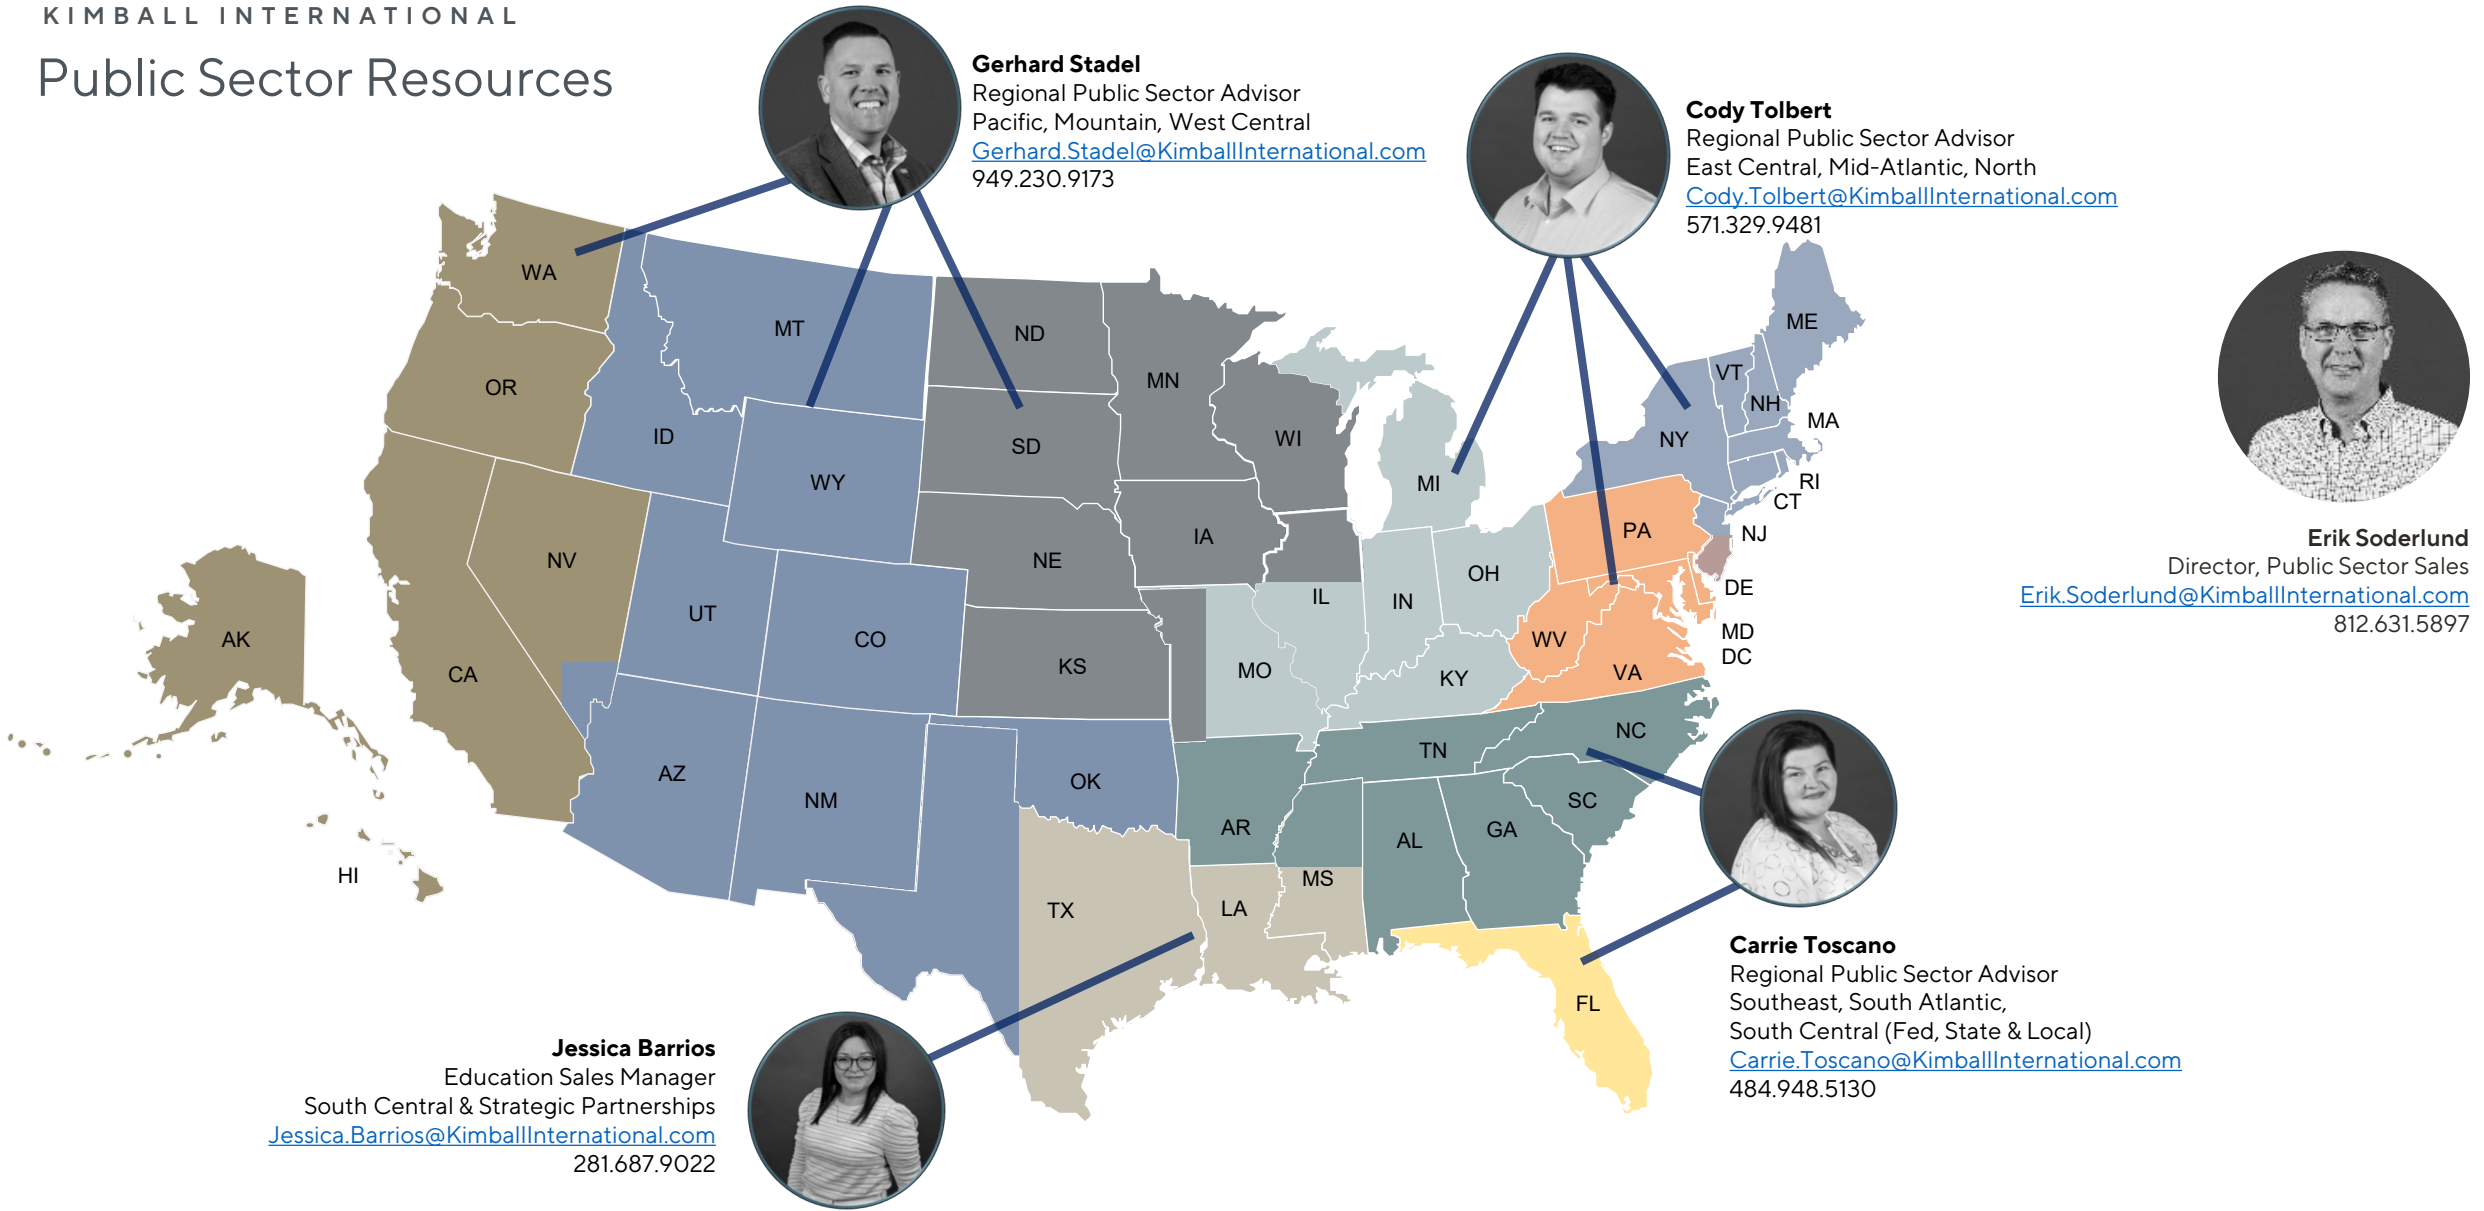 KIMBALL INTERNATIONAL
Public Sector Resources
Gerhard Stadel
Regional Public Sector Advisor
Pacific, Mountain, West Central
Gerhard.Stadel@KimballInternational.com
949.230.9173
Cody Tolbert
Regional Public Sector Advisor
East Central, Mid-Atlantic, North
Cody.Tolbert@KimballInternational.com
571.329.9481
Erik Soderlund
Director, Public Sector Sales
Erik.Soderlund@KimballInternational.com
812.631.5897
WA
MT
ND
MN
ME
OR
ID
SD
WI
VT
NH
MA
NY
WY
MI
RI
CT
NV
NE
IA
PA
NJ
OH
IL
IN
DE
UT
CO
AK
CA
KS
MO
KY
WV
VA
MD
DC
AZ
NM
OK
TN
NC
AR
AL
GA
SC
HI
TX
LA
MS
FL
Carrie Toscano
Regional Public Sector Advisor
Southeast, South Atlantic,
South Central (Fed, State & Local)
Carrie.Toscano@KimballInternational.com
484.948.5130
Jessica Barrios
Education Sales Manager
South Central & Strategic Partnerships
Jessica.Barrios@KimballInternational.com
281.687.9022